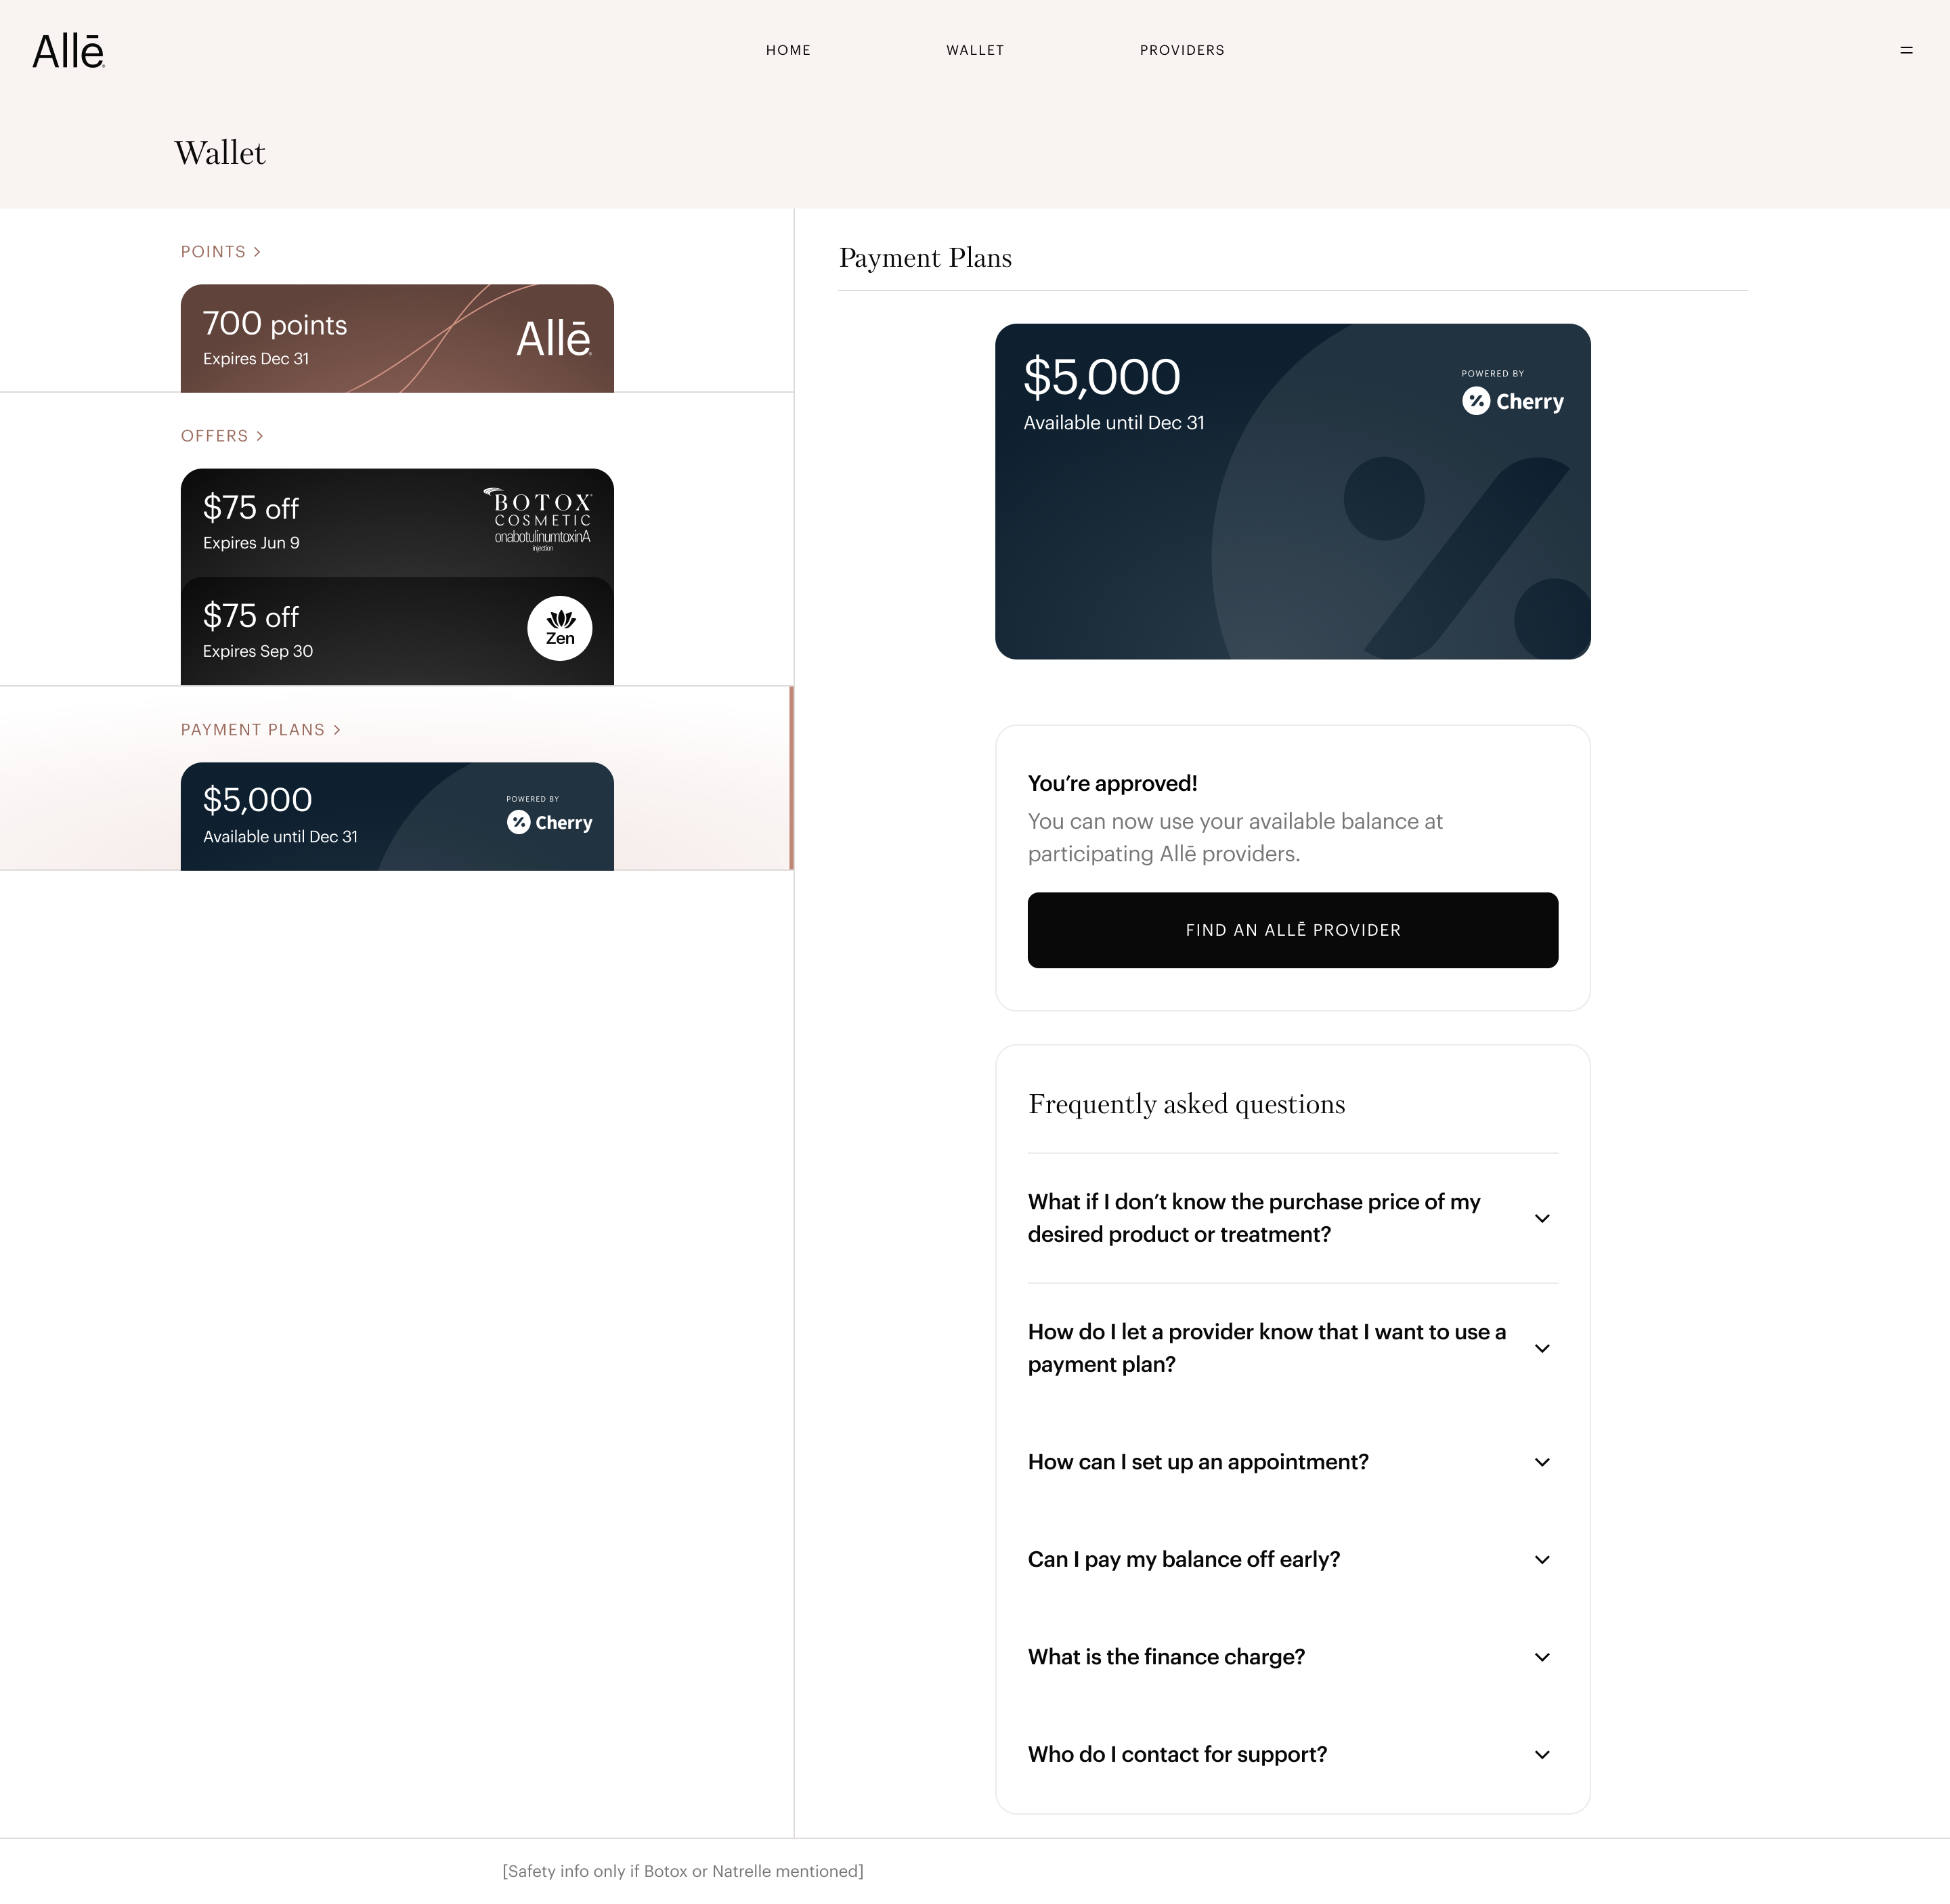 Allē
HOME
WALLET
PROVIDERS
Wallet
POINTS
700 points
Expires Dec 31
Allē
OFFERS
$75 off
Expires Jun 9
BOTOX
COSMETIC
onabotulinumtoxinA
injection
$75 off
Expires Sep 30
Zen
PAYMENT PLANS
$5,000
Available until Dec 31
POWERED BY
Cherry
Payment Plans
$5,000
Available until Dec 31
POWERED BY
Cherry
You’re approved!
You can now use your available balance at
participating Allē providers.
FIND AN ALLĒ PROVIDER
Frequently asked questions
What if I don’t know the purchase price of my
desired product or treatment?
How do I let a provider know that I want to use a
payment plan?
How can I set up an appointment?
Can I pay my balance off early?
What is the finance charge?
Who do I contact for support?
[Safety info only if Botox or Natrelle mentioned]